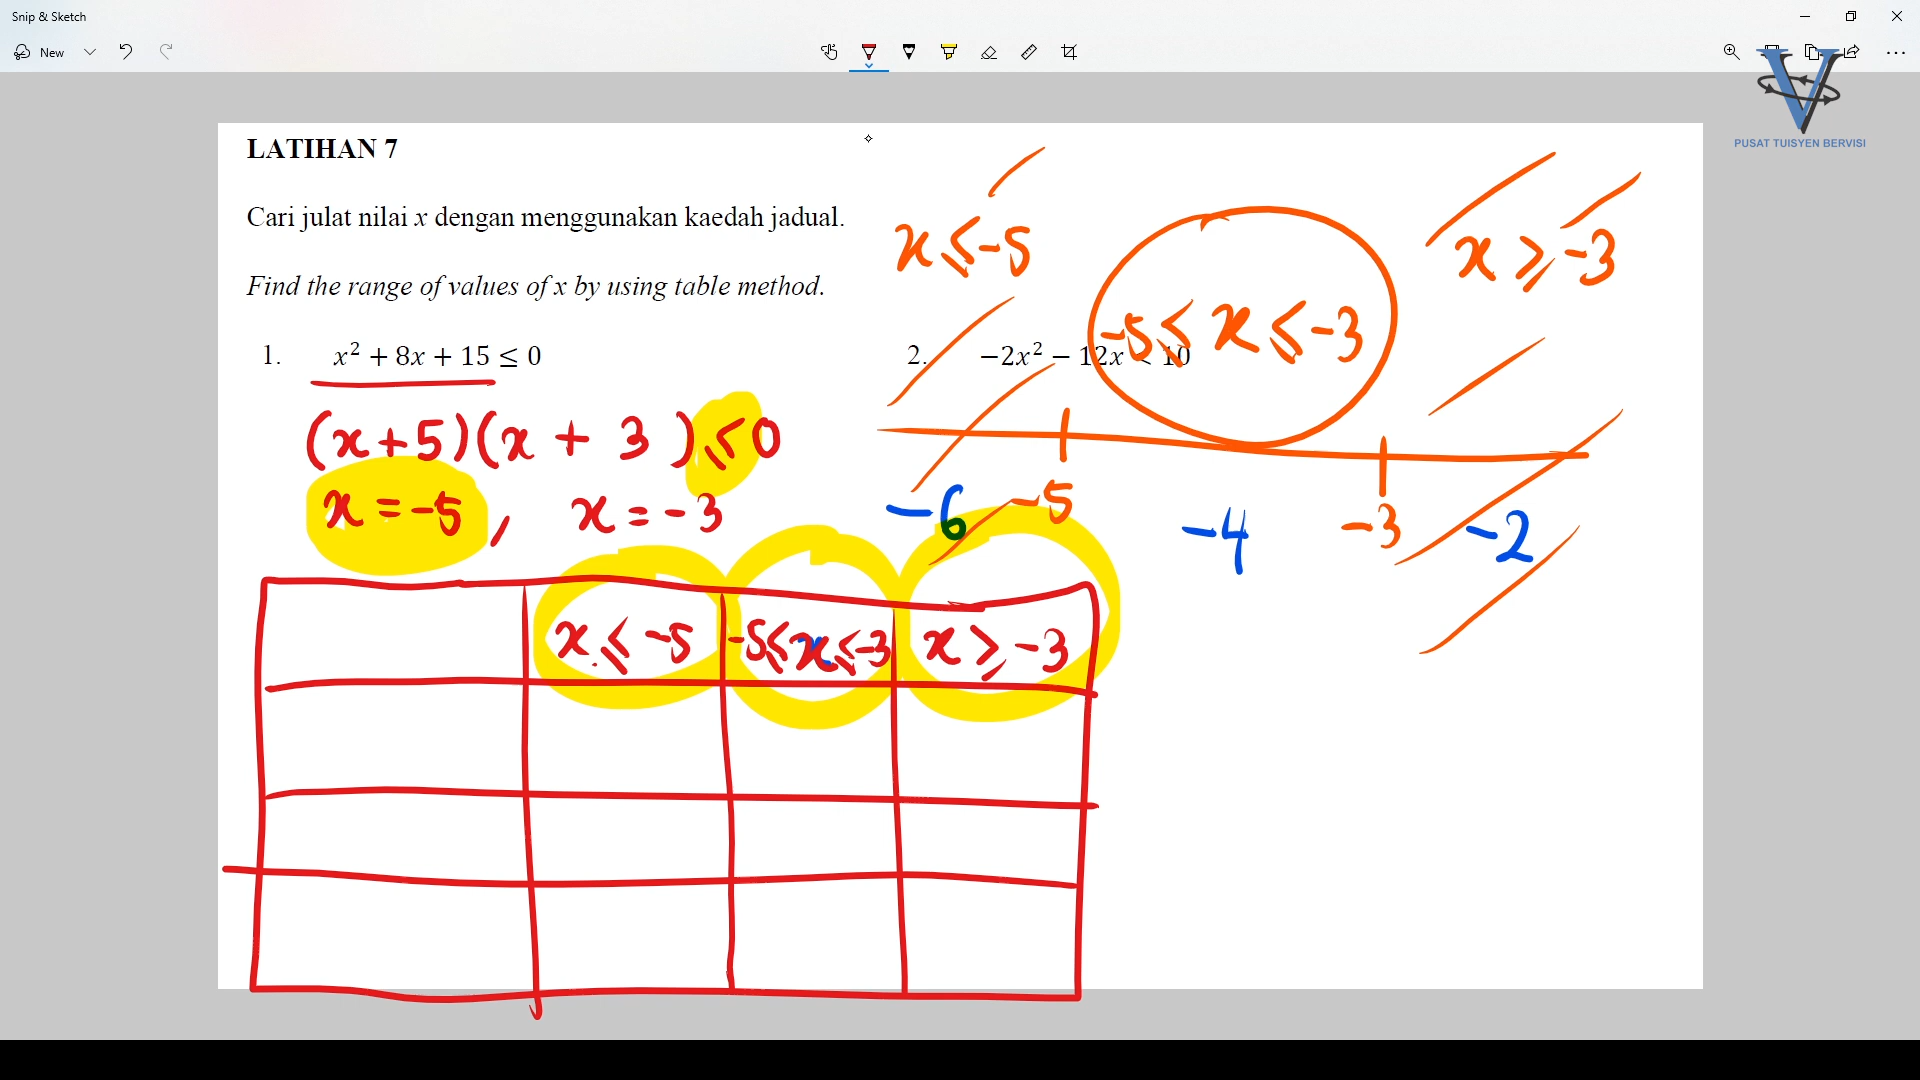 Snip & Sketch
New
PUSAT TUISYEN BERVISI
LATIHAN 7
Cari julat nilai x dengan menggunakan kaedah jadual.
Find the range of values of x by using table method.
1. x² + 8x + 15 ≤ 0
(x+5)(x + 3) ≤ 0
x = -5, x = -3
x ≤ -5 -5 ≤ x ≤ -3 x ≥ -3
x ≤ -5
-5 ≤ x ≤ -3
x ≥ -3
2. −2x² − 12x < 10
-6 -5 -4 -3 -2